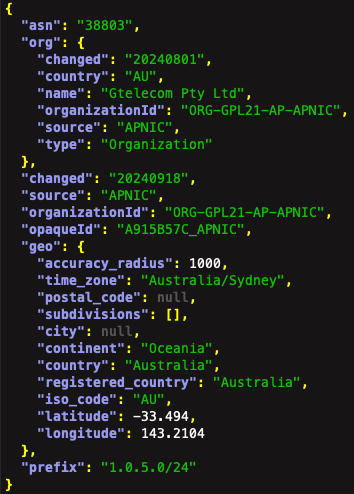 {
  "asn": "38803",
  "org": {
    "changed": "20240801",
    "country": "AU",
    "name": "Gtelecom Pty Ltd",
    "organizationId": "ORG-GPL21-AP-APNIC",
    "source": "APNIC",
    "type": "Organization"
  },
  "changed": "20240918",
  "source": "APNIC",
  "organizationId": "ORG-GPL21-AP-APNIC",
  "opaqueId": "A915B57C_APNIC",
  "geo": {
    "accuracy_radius": 1000,
    "time_zone": "Australia/Sydney",
    "postal_code": null,
    "subdivisions": [],
    "city": null,
    "continent": "Oceania",
    "country": "Australia",
    "registered_country": "Australia",
    "iso_code": "AU",
    "latitude": -33.494,
    "longitude": 143.2104
  },
  "prefix": "1.0.5.0/24"
}